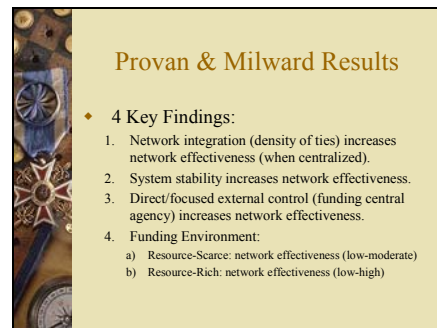 Provan & Milward Results
4 Key Findings:
1. Network integration (density of ties) increases
network effectiveness (when centralized).
2. System stability increases network effectiveness.
3. Direct/focused external control (funding central
agency) increases network effectiveness.
4. Funding Environment:
a) Resource-Scarce: network effectiveness (low-moderate)
b) Resource-Rich: network effectiveness (low-high)